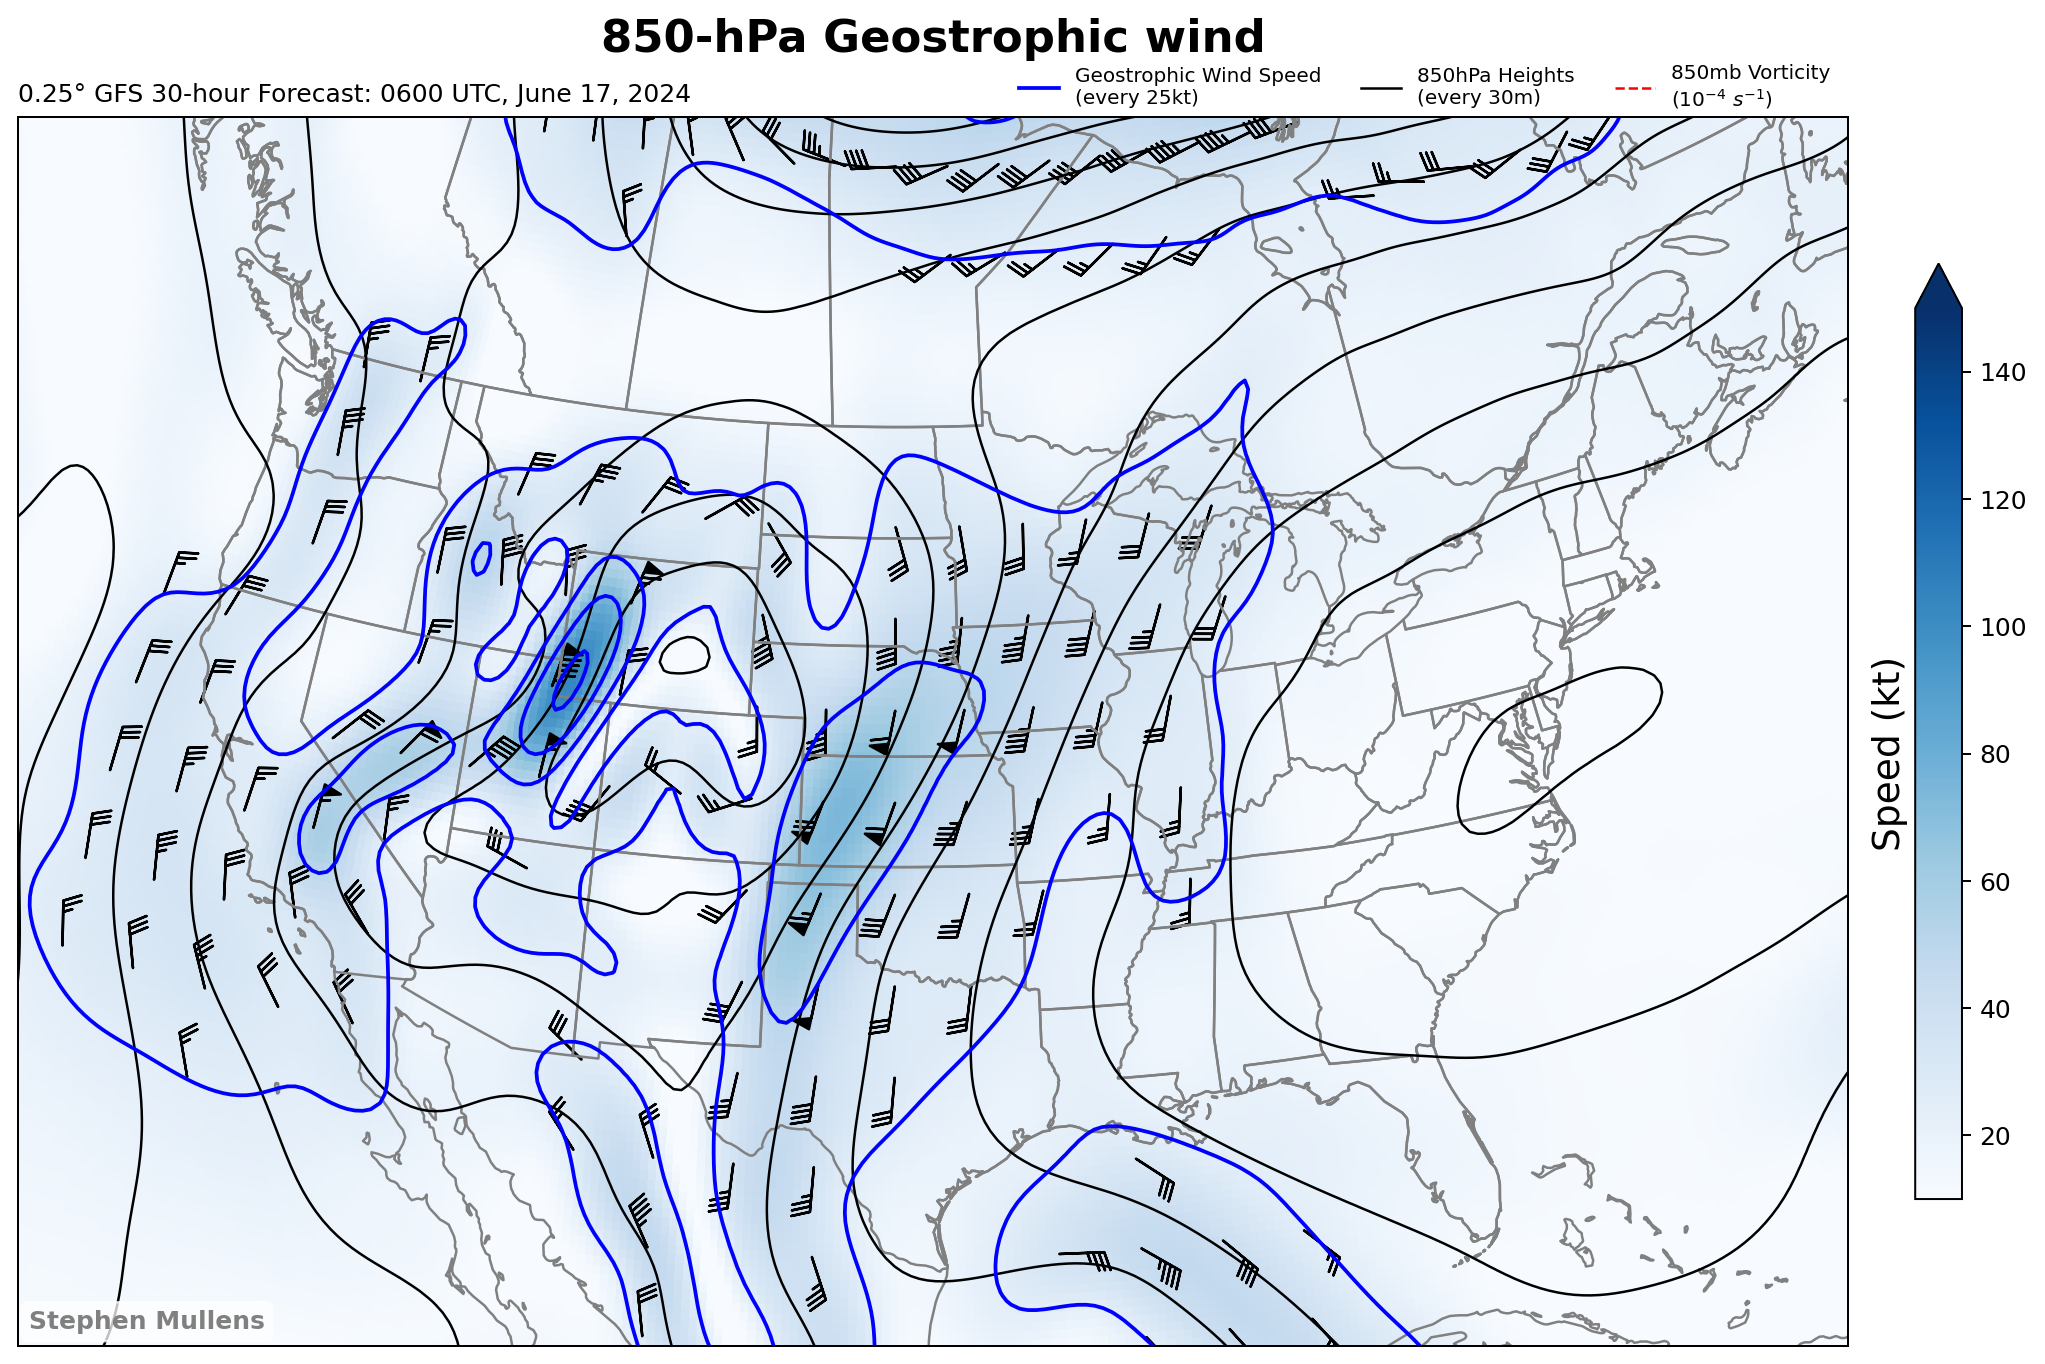 850-hPa Geostrophic wind
0.25° GFS 30-hour Forecast: 0600 UTC, June 17, 2024
Geostrophic Wind Speed
(every 25kt)
850hPa Heights
(every 30m)
850mb Vorticity
(10⁻⁴ s⁻¹)
140
120
100
80
60
40
20
Speed (kt)
Stephen Mullens